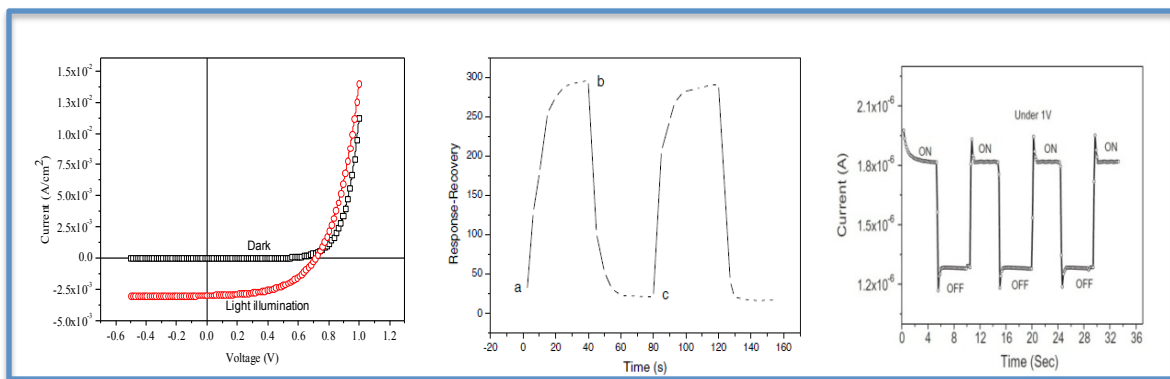 1.5x10-2
1.3x10-2
1.0x10-2
7.5x10-3
5.0x10-3
2.5x10-3
0.0
-2.5x10-3
-5.0x10-3
Current (A/cm2)
Dark
Light illumination
-0.6 -0.4 -0.2 0.0 0.2 0.4 0.6 0.8 1.0 1.2
Voltage (V)
300
250
200
150
100
50
0
Response-Recovery
a
b
c
-20 0 20 40 60 80 100 120 140 160
Time (s)
2.1x10-6
1.8x10-6
1.5x10-6
1.2x10-6
Current (A)
Under 1V
ON ON ON ON
OFF OFF OFF
0 4 8 12 16 20 24 28 32 36
Time (Sec)